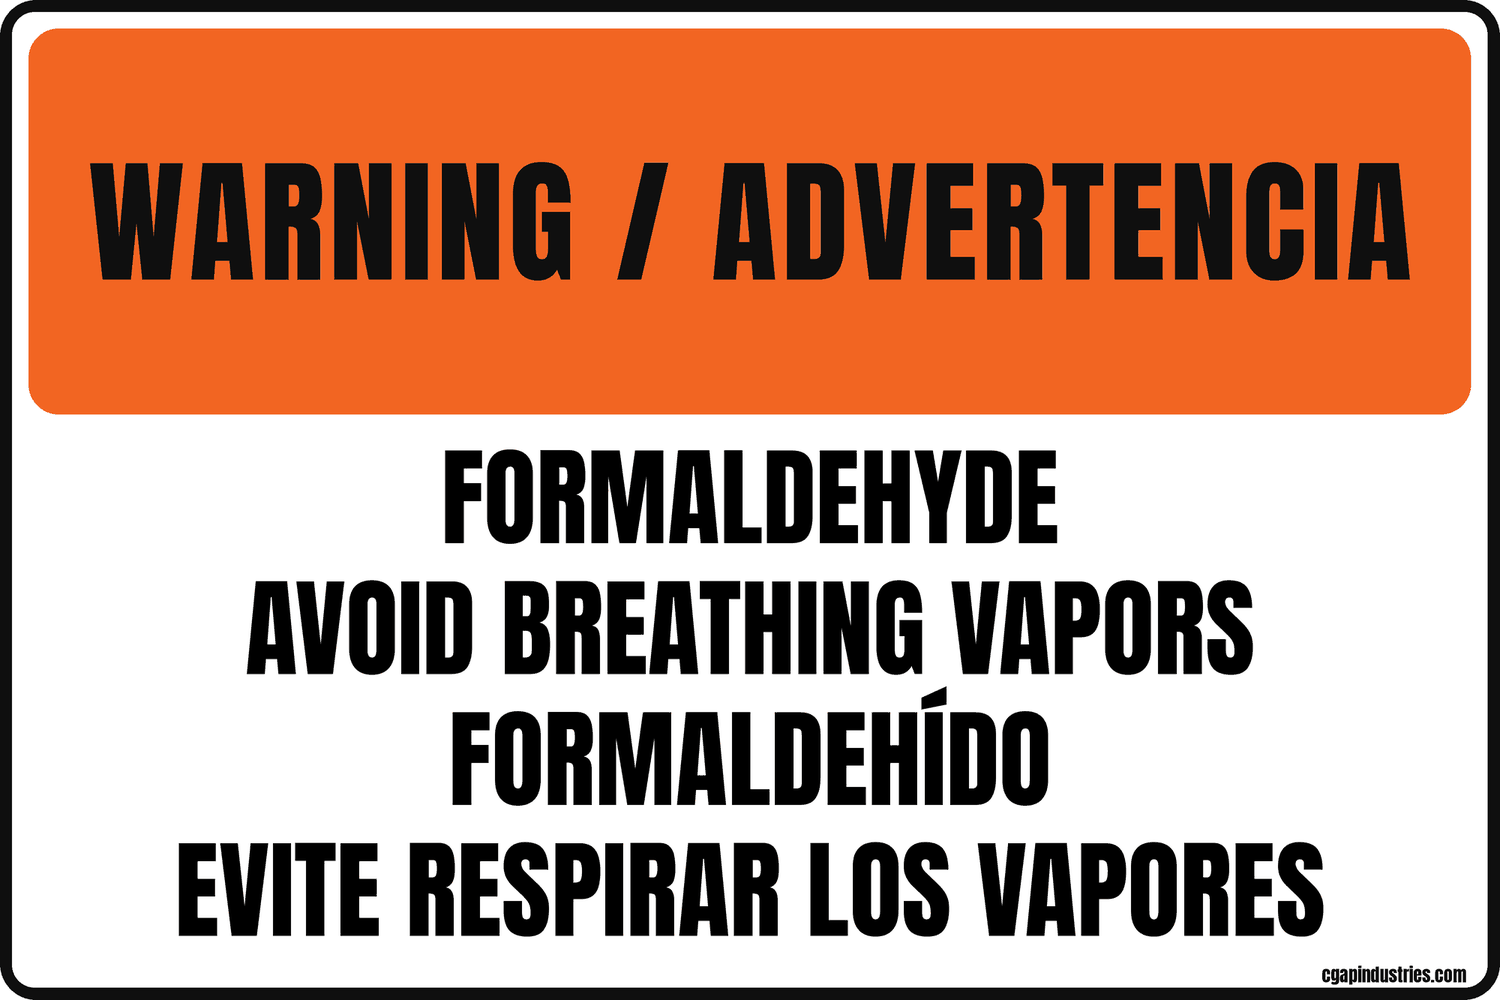 WARNING / ADVERTENCIA
FORMALDEHYDE
AVOID BREATHING VAPORS
FORMALDEHÍDO
EVITE RESPIRAR LOS VAPORES
cgapindustries.com